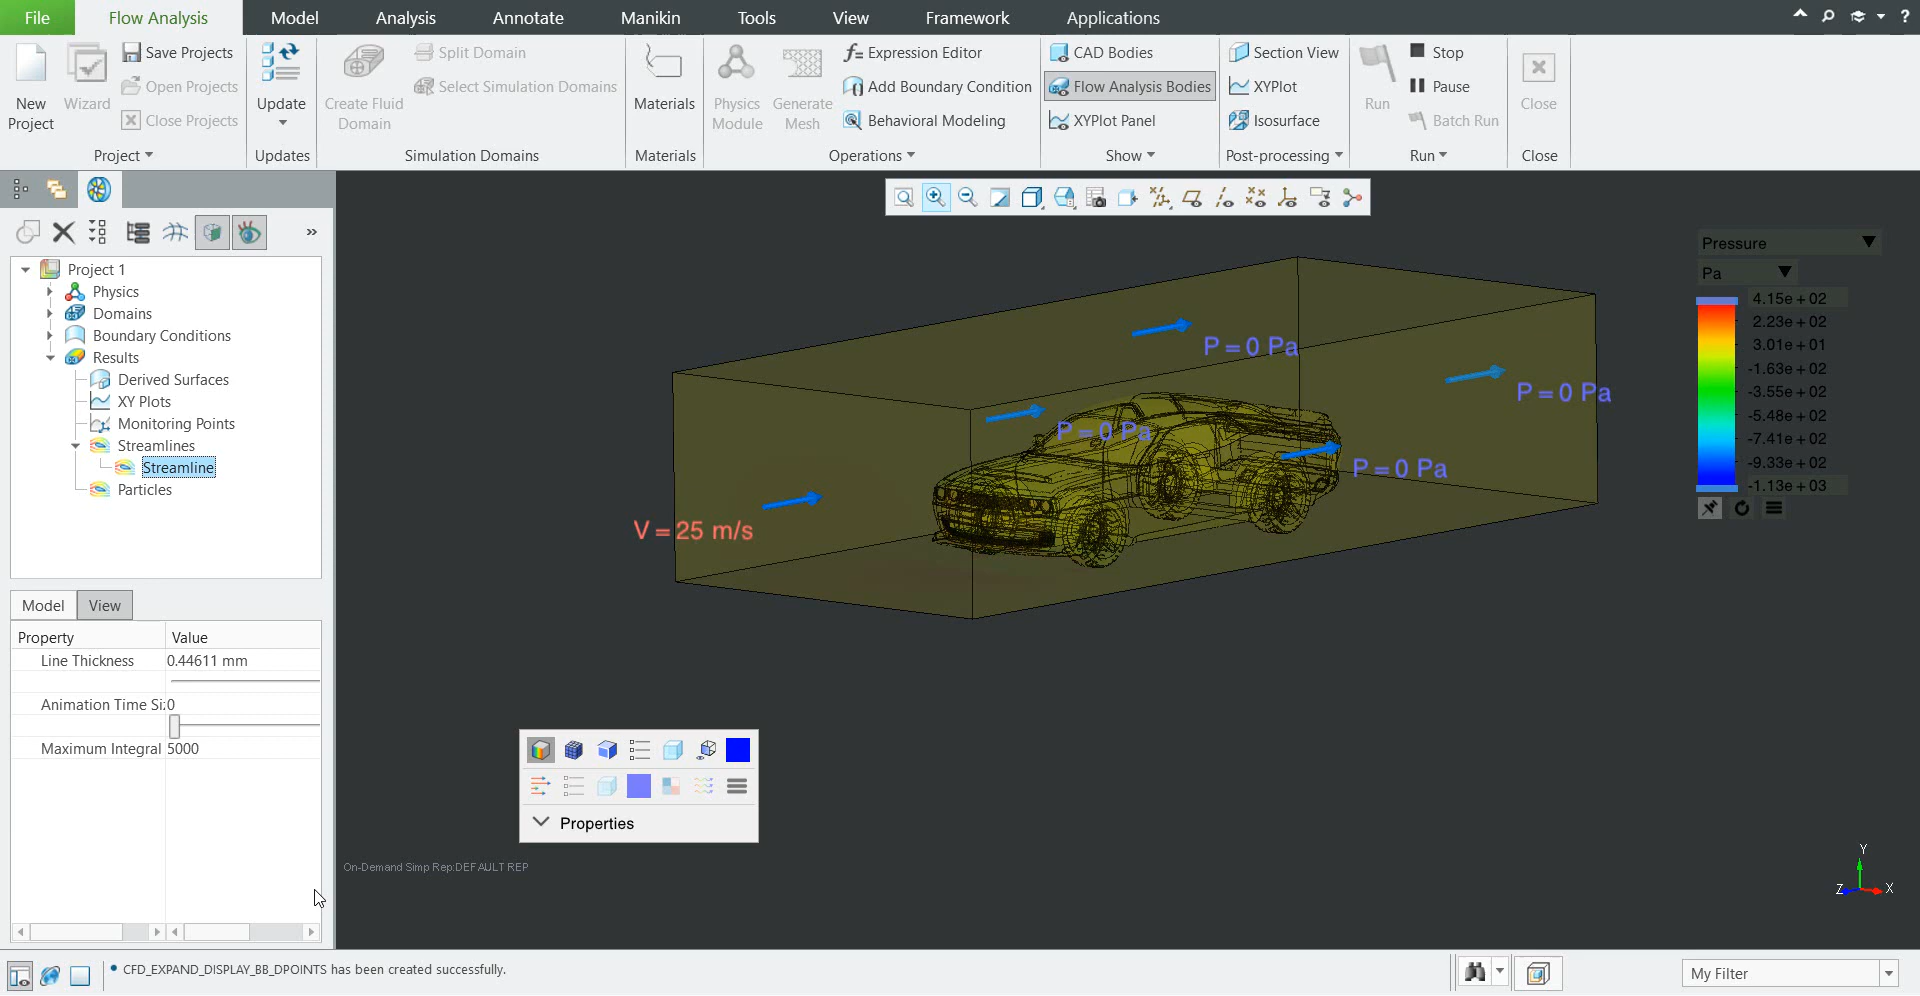 File Flow Analysis Model Analysis Annotate Manikin Tools View Framework Applications
New Project
Wizard
Save Projects
Open Projects
Close Projects
Project
Update
Updates
Create Fluid Domain
Split Domain
Select Simulation Domains
Simulation Domains
Materials
Materials
Physics Module
Generate Mesh
Expression Editor
Add Boundary Condition
Behavioral Modeling
Operations
CAD Bodies
Flow Analysis Bodies
XYPlot Panel
Show
Section View
XYPlot
Isosurface
Post-processing
Run
Stop
Pause
Batch Run
Run
Close
Close
Project 1
Physics
Domains
Boundary Conditions
Results
Derived Surfaces
XY Plots
Monitoring Points
Streamlines
Streamline
Particles
Model View
Property Value
Line Thickness 0.44611 mm
Animation Time Si: 0
Maximum Integral 5000
P = 0 Pa
P = 0 Pa
P = 0 Pa
P = 0 Pa
V = 25 m/s
Pressure
Pa
4.15e + 02
2.23e + 02
3.01e + 01
-1.63e + 02
-3.55e + 02
-5.48e + 02
-7.41e + 02
-9.33e + 02
-1.13e + 03
Properties
On-Demand Simp Rep:DEFAULT REP
Y
Z X
CFD_EXPAND_DISPLAY_BB_DPOINTS has been created successfully.
My Filter